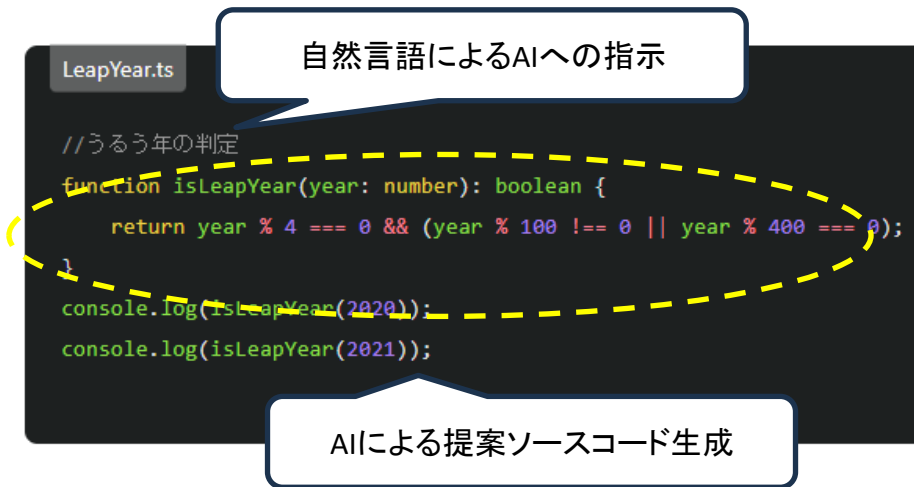 自然言語によるAIへの指示
LeapYear.ts
//うるう年の判定
function isLeapYear(year: number): boolean {
    return year % 4 === 0 && (year % 100 !== 0 || year % 400 === 0);
}
console.log(isLeapYear(2020));
console.log(isLeapYear(2021));
AIによる提案ソースコード生成